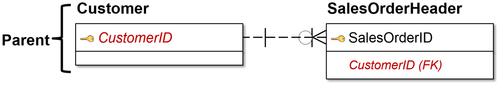 Customer
SalesOrderHeader
Parent
CustomerID
SalesOrderID
CustomerID (FK)